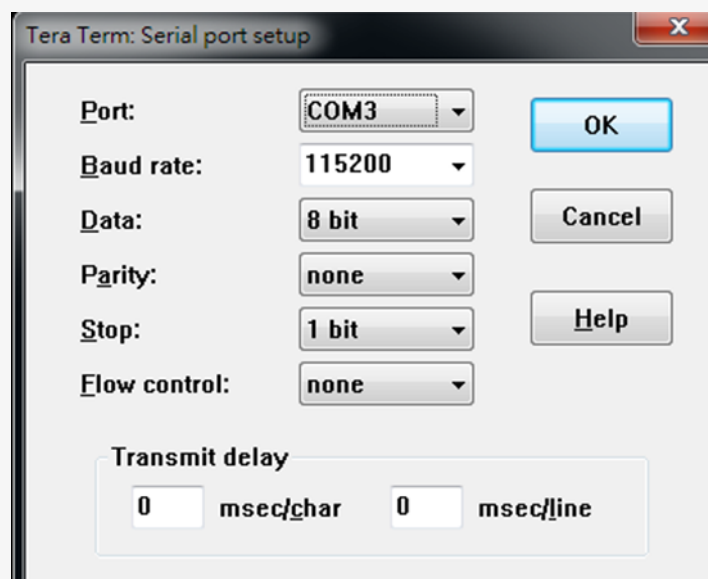 Tera Term: Serial port setup
Port: COM3
OK
Baud rate: 115200
Data: 8 bit
Cancel
Parity: none
Stop: 1 bit
Help
Flow control: none
Transmit delay
0 msec/char 0 msec/line